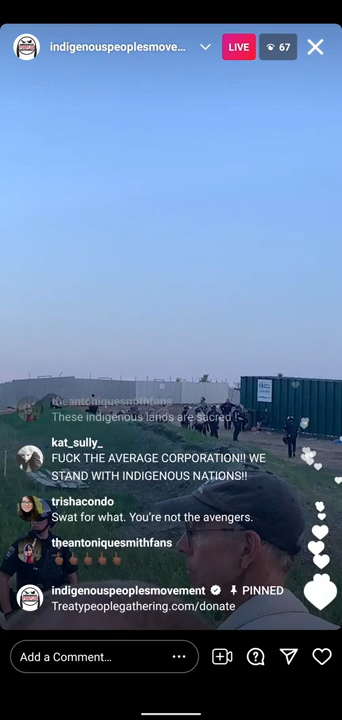 indigenouspeoplesmove...
LIVE
67
theantoniquesmithfans
These indigenous lands are sacred !
kat_sully_
FUCK THE AVERAGE CORPORATION!! WE
STAND WITH INDIGENOUS NATIONS!!
trishacondo
Swat for what. You're not the avengers.
theantoniquesmithfans
indigenouspeoplesmovement PINNED
Treatypeoplegathering.com/donate
Add a Comment...